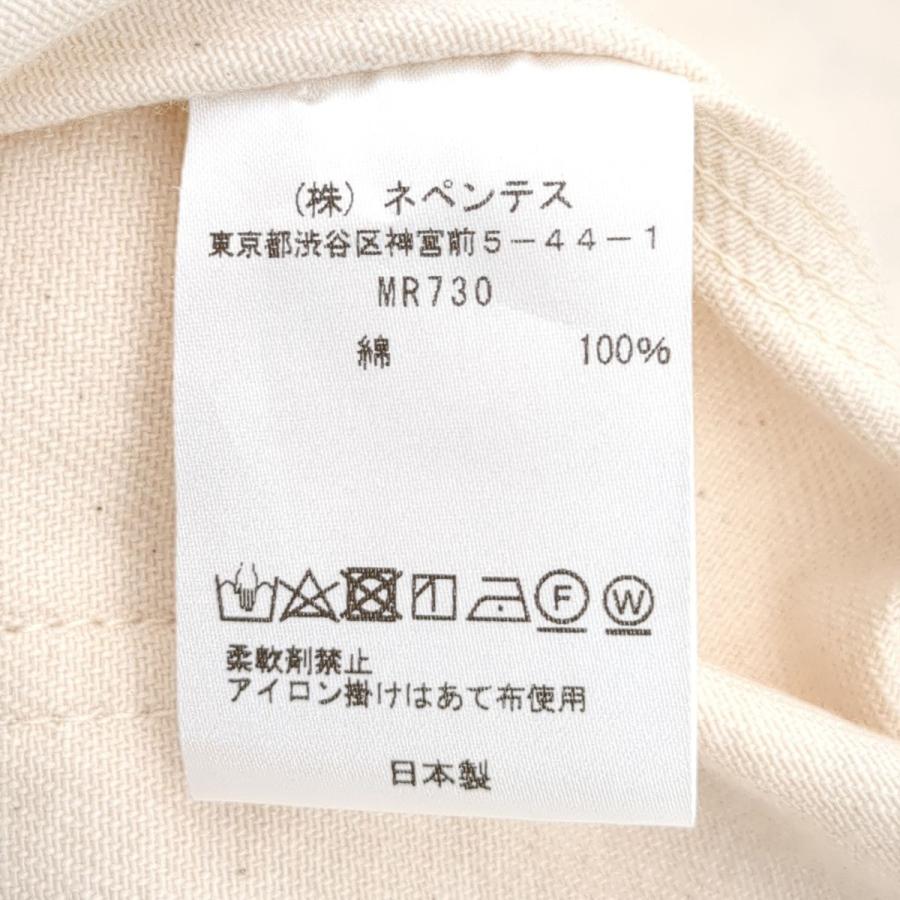 （株）ネペンテス
東京都渋谷区神宮前５－４４－１
MR730
綿 100%
F W
柔軟剤禁止
アイロン掛けはあて布使用
日本製